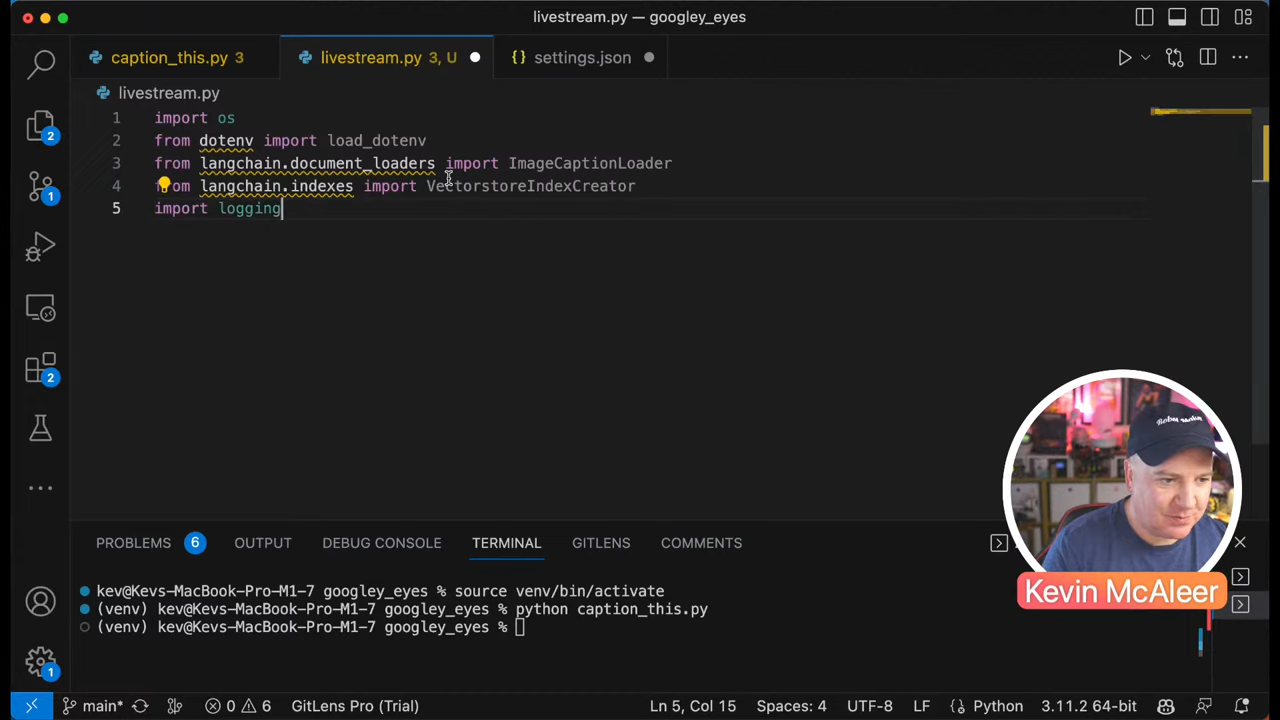 livestream.py — googley_eyes
caption_this.py 3
livestream.py 3, U
settings.json
livestream.py
1 import os
2 from dotenv import load_dotenv
3 from langchain.document_loaders import ImageCaptionLoader
4 from langchain.indexes import VectorstoreIndexCreator
5 import logging
2
1
2
1
PROBLEMS 6 OUTPUT DEBUG CONSOLE TERMINAL GITLENS COMMENTS
kev@Kevs-MacBook-Pro-M1-7 googley_eyes % source venv/bin/activate
(venv) kev@Kevs-MacBook-Pro-M1-7 googley_eyes % python caption_this.py
(venv) kev@Kevs-MacBook-Pro-M1-7 googley_eyes %
Kevin McAleer
main* 0 6 GitLens Pro (Trial) Ln 5, Col 15 Spaces: 4 UTF-8 LF Python 3.11.2 64-bit